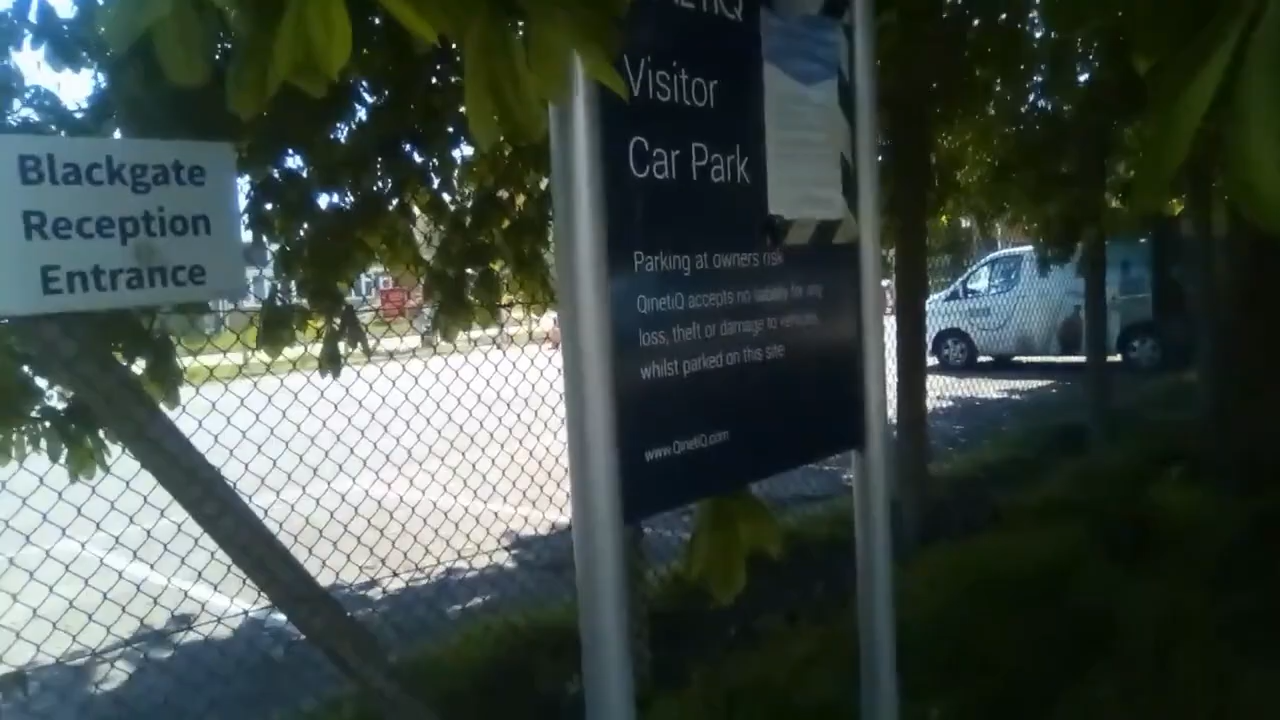 Blackgate
Reception
Entrance
Visitor
Car Park
Parking at owners risk
QinetiQ accepts no liability for any
loss, theft or damage to vehicles
whilst parked on this site
www.QinetiQ.com